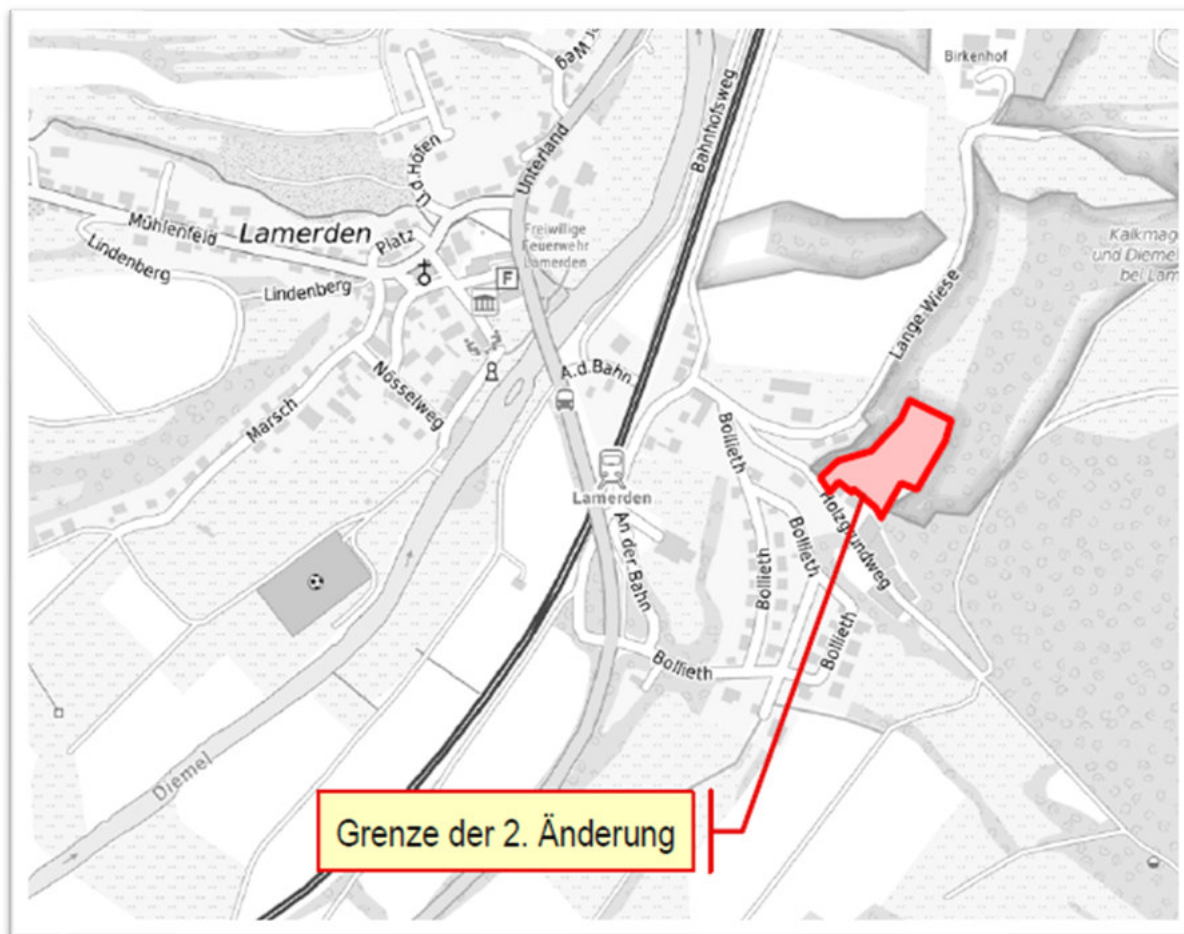 Birkenhof
Weg
Bahnhofsweg
U.d.Höfen
Unterland
Mühlenfeld
Lamerden
Platz
Freiwillige
Feuerwehr
Lamerden
F
Lindenberg
Lindenberg
Kalkmag
und Diemel
bei Lam
Lange Wiese
Nösselweg
A.d.Bahn
Marsch
Bollieth
Lamerden
Holzgrundweg
An der Bahn
Bollieth
Bollieth
Bollieth
Bollieth
Diemel
Grenze der 2. Änderung